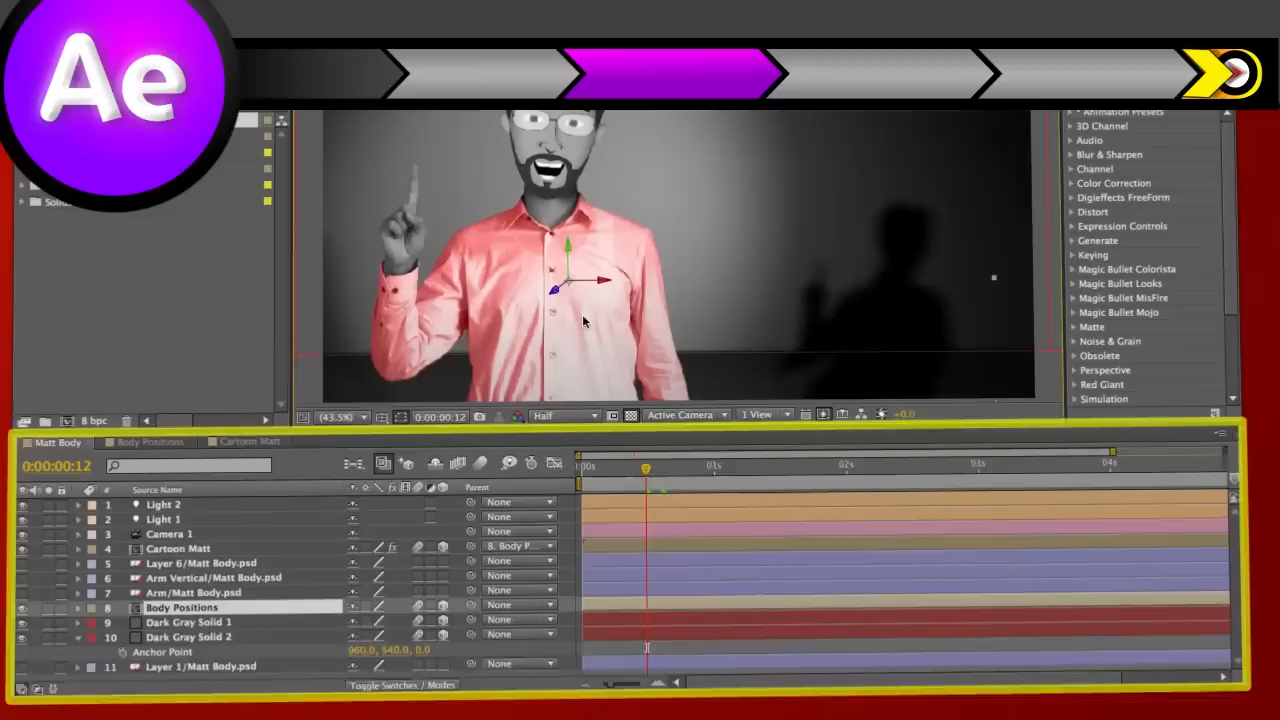 Ae
Animation Presets
3D Channel
Audio
Blur & Sharpen
Channel
Color Correction
Digieffects FreeForm
Distort
Expression Controls
Generate
Keying
Magic Bullet Colorista
Magic Bullet Looks
Magic Bullet MisFire
Magic Bullet Mojo
Matte
Noise & Grain
Obsolete
Perspective
Red Giant
Simulation
8 bpc
(43.5%)
0:00:00:12
Half
Active Camera
1 View
+0.0
Matt Body
Body Positions
Cartoon Matt
0:00:00:12
:00s
01s
02s
03s
04s
#
Source Name
fx
Parent
1 Light 2 None
2 Light 1 None
3 Camera 1 None
4 Cartoon Matt fx 8. Body P...
5 Layer 6/Matt Body.psd None
6 Arm Vertical/Matt Body.psd None
7 Arm/Matt Body.psd None
8 Body Positions None
9 Dark Gray Solid 1 None
10 Dark Gray Solid 2 None
Anchor Point 960.0, 540.0, 0.0
11 Layer 1/Matt Body.psd None
Toggle Switches / Modes